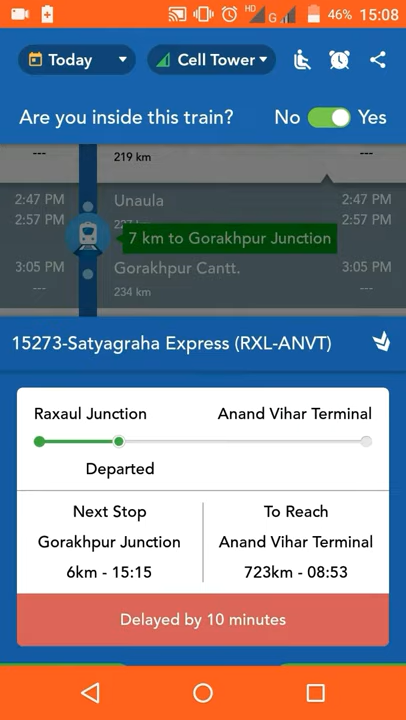 HD G 46% 15:08
Today Cell Tower
Are you inside this train? No Yes
--- 219 km ---
2:47 PM Unaula 2:47 PM
2:57 PM 2:57 PM
7 km to Gorakhpur Junction
3:05 PM Gorakhpur Cantt. 3:05 PM
--- 234 km ---
15273-Satyagraha Express (RXL-ANVT)
Raxaul Junction Anand Vihar Terminal
Departed
Next Stop To Reach
Gorakhpur Junction Anand Vihar Terminal
6km - 15:15 723km - 08:53
Delayed by 10 minutes